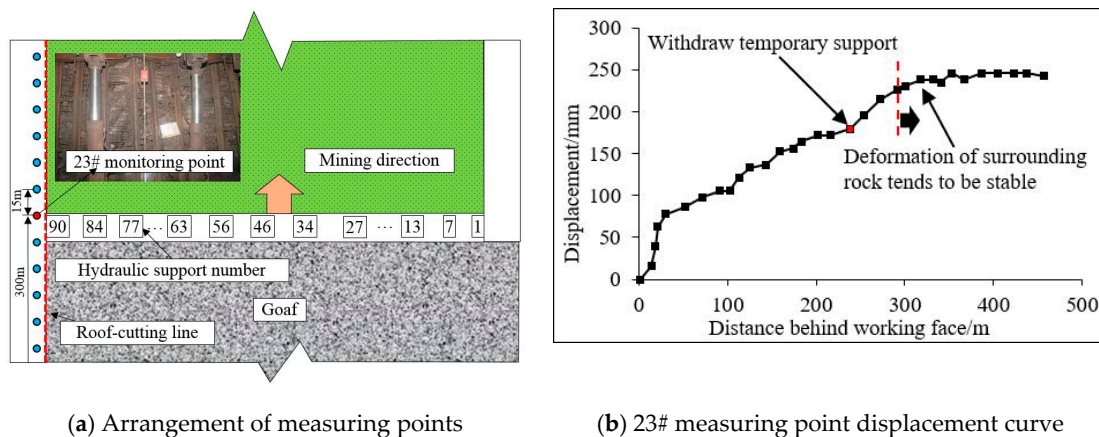 23# monitoring point
Mining direction
15m
90 84 77 ... 63 56 46 34 27 ... 13 7 1
Hydraulic support number
300m
Goaf
Roof-cutting line
(a) Arrangement of measuring points
Withdraw temporary support
Deformation of surrounding
rock tends to be stable
Displacement/mm
300
250
200
150
100
50
0
0 100 200 300 400 500
Distance behind working face/m
(b) 23# measuring point displacement curve